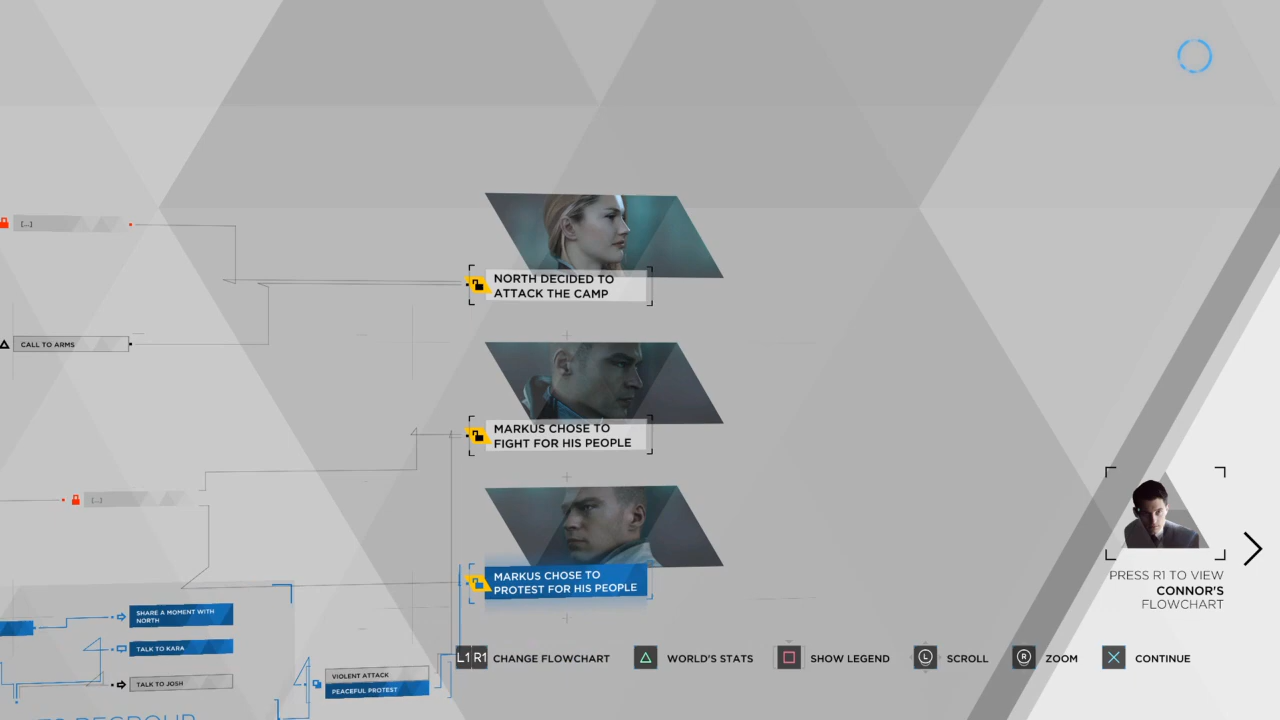 [...]
NORTH DECIDED TO
ATTACK THE CAMP
CALL TO ARMS
MARKUS CHOSE TO
FIGHT FOR HIS PEOPLE
[...]
MARKUS CHOSE TO
PROTEST FOR HIS PEOPLE
PRESS R1 TO VIEW
CONNOR'S
FLOWCHART
SHARE A MOMENT WITH
NORTH
TALK TO KARA
TALK TO JOSH
VIOLENT ATTACK
PEACEFUL PROTEST
L1 R1 CHANGE FLOWCHART
WORLD'S STATS
SHOW LEGEND
L SCROLL
R ZOOM
CONTINUE
REGROUP